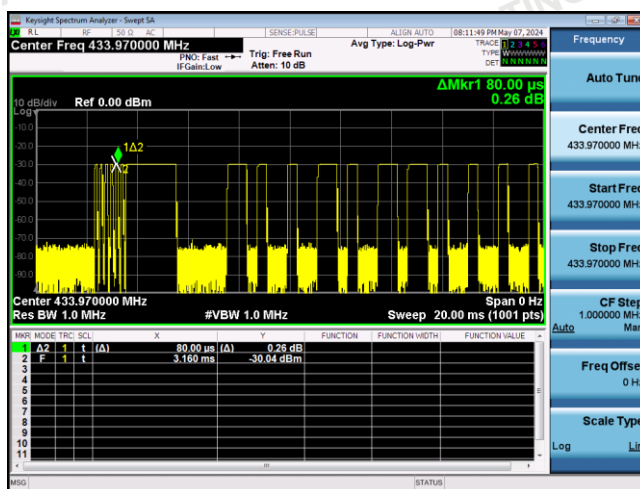 Keysight Spectrum Analyzer - Swept SA
RL RF 50 Ω AC SENSE:PULSE ALIGN AUTO 08:11:49 PM May 07, 2024
Center Freq 433.970000 MHz
PNO: Fast
IFGain:Low
Trig: Free Run
Atten: 10 dB
Avg Type: Log-Pwr
TRACE 1 2 3 4 5 6
TYPE WWWWWW
DET N N N N N N
ΔMkr1 80.00 µs
0.26 dB
10 dB/div Ref 0.00 dBm
Log
-10.0
-20.0
-30.0
-40.0
-50.0
-60.0
-70.0
-80.0
-90.0
1Δ2
2
Center 433.970000 MHz Span 0 Hz
Res BW 1.0 MHz #VBW 1.0 MHz Sweep 20.00 ms (1001 pts)
MKR MODE TRC SCL X Y FUNCTION FUNCTION WIDTH FUNCTION VALUE
1 Δ2 1 t (Δ) 80.00 µs (Δ) 0.26 dB
2 F 1 t 3.160 ms -30.04 dBm
3
4
5
6
7
8
9
10
11
MSG STATUS
Frequency
Auto Tune
Center Freq
433.970000 MHz
Start Freq
433.970000 MHz
Stop Freq
433.970000 MHz
CF Step
1.000000 MHz
Auto Man
Freq Offset
0 Hz
Scale Type
Log Lin